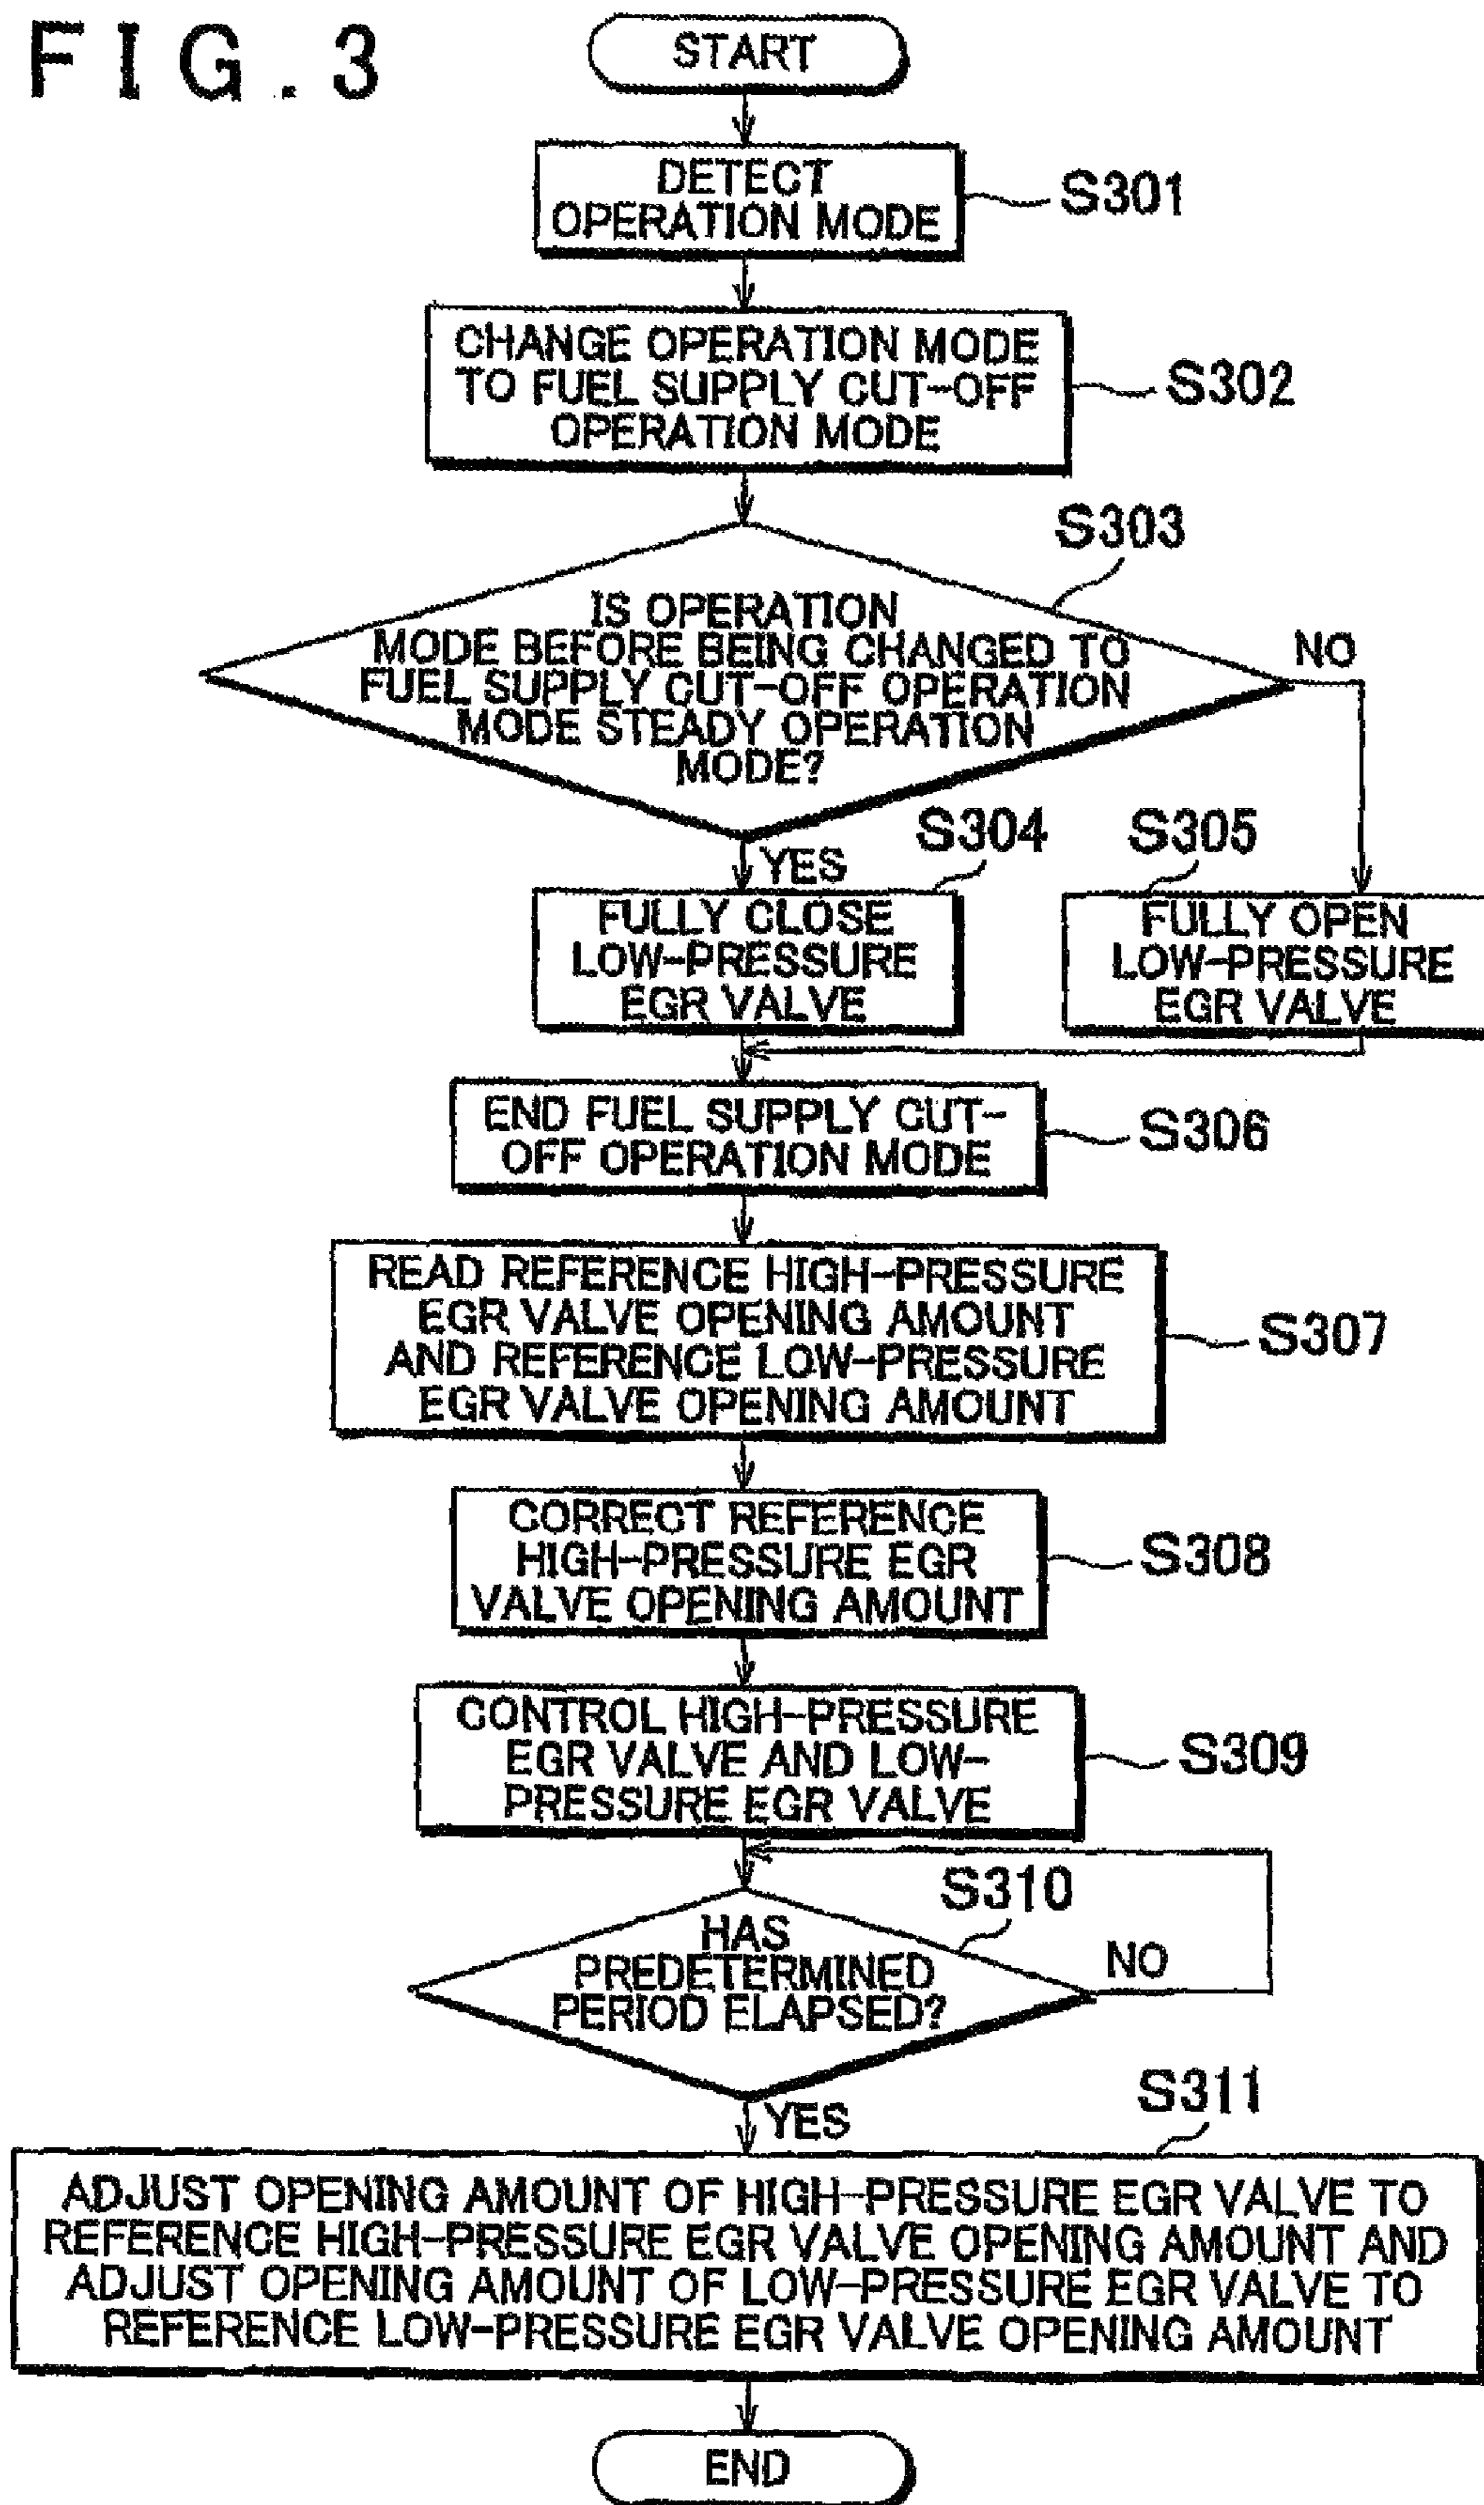 FIG.3
START
DETECT
OPERATION MODE
S301
CHANGE OPERATION MODE
TO FUEL SUPPLY CUT-OFF
OPERATION MODE
S302
S303
IS OPERATION
MODE BEFORE BEING CHANGED TO
FUEL SUPPLY CUT-OFF OPERATION
MODE STEADY OPERATION
MODE?
NO
YES
S304
FULLY CLOSE
LOW-PRESSURE
EGR VALVE
S305
FULLY OPEN
LOW-PRESSURE
EGR VALVE
END FUEL SUPPLY CUT-
OFF OPERATION MODE
S306
READ REFERENCE HIGH-PRESSURE
EGR VALVE OPENING AMOUNT
AND REFERENCE LOW-PRESSURE
EGR VALVE OPENING AMOUNT
S307
CORRECT REFERENCE
HIGH-PRESSURE EGR
VALVE OPENING AMOUNT
S308
CONTROL HIGH-PRESSURE
EGR VALVE AND LOW-
PRESSURE EGR VALVE
S309
S310
HAS
PREDETERMINED
PERIOD ELAPSED?
NO
YES
S311
ADJUST OPENING AMOUNT OF HIGH-PRESSURE EGR VALVE TO
REFERENCE HIGH-PRESSURE EGR VALVE OPENING AMOUNT AND
ADJUST OPENING AMOUNT OF LOW-PRESSURE EGR VALVE TO
REFERENCE LOW-PRESSURE EGR VALVE OPENING AMOUNT
END